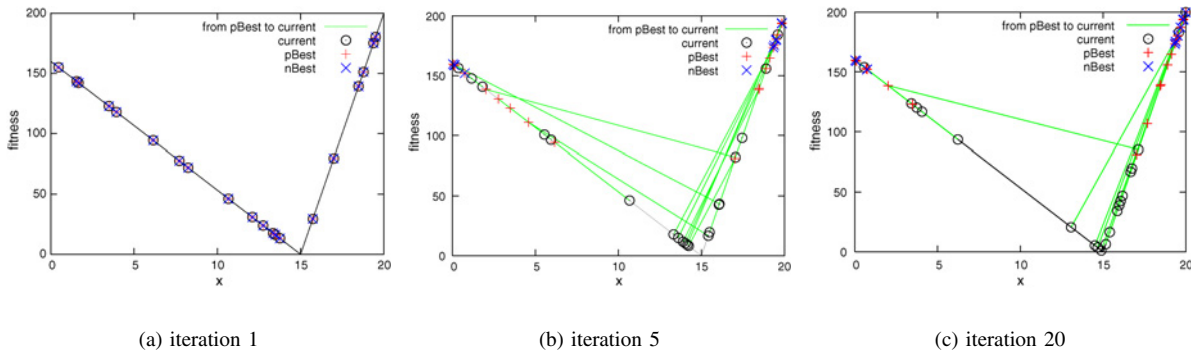 200
150
100
50
0
fitness
0 5 10 15 20
x
from pBest to current
current
pBest
nBest
(a) iteration 1
200
150
100
50
0
fitness
0 5 10 15 20
x
from pBest to current
current
pBest
nBest
(b) iteration 5
200
150
100
50
0
fitness
0 5 10 15 20
x
from pBest to current
current
pBest
nBest
(c) iteration 20